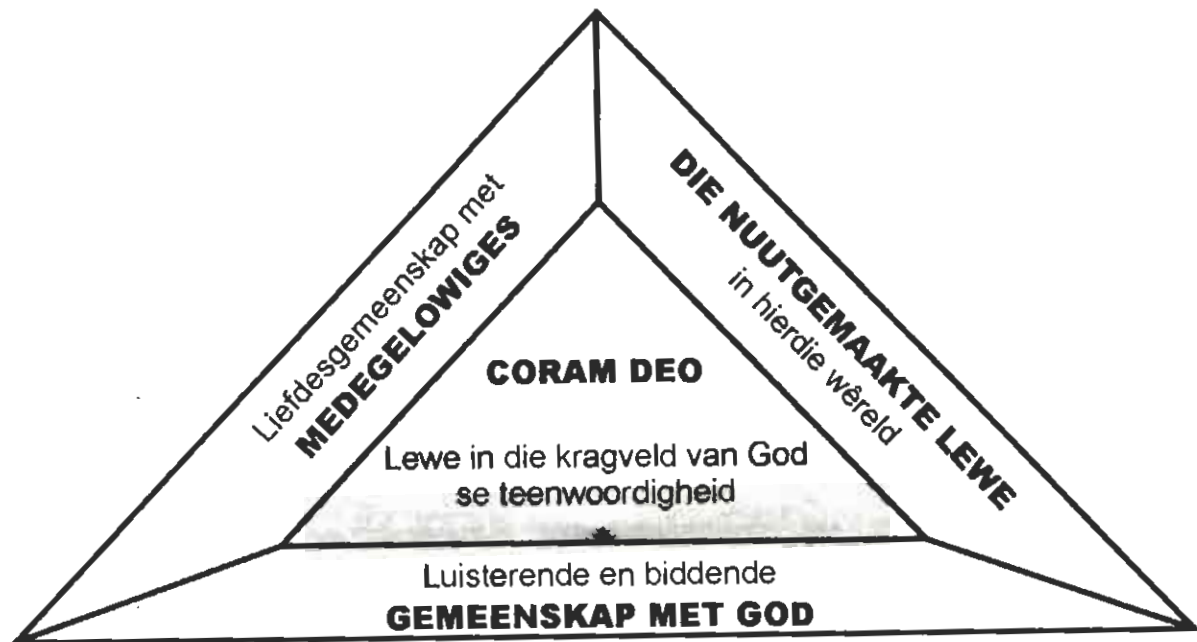 Liefdesgemeenskap met
MEDEGELOWIGES
DIE NUUTGEMAAKTE LEWE
in hierdie wêreld
CORAM DEO
Lewe in die kragveld van God
se teenwoordigheid
Luisterende en biddende
GEMEENSKAP MET GOD